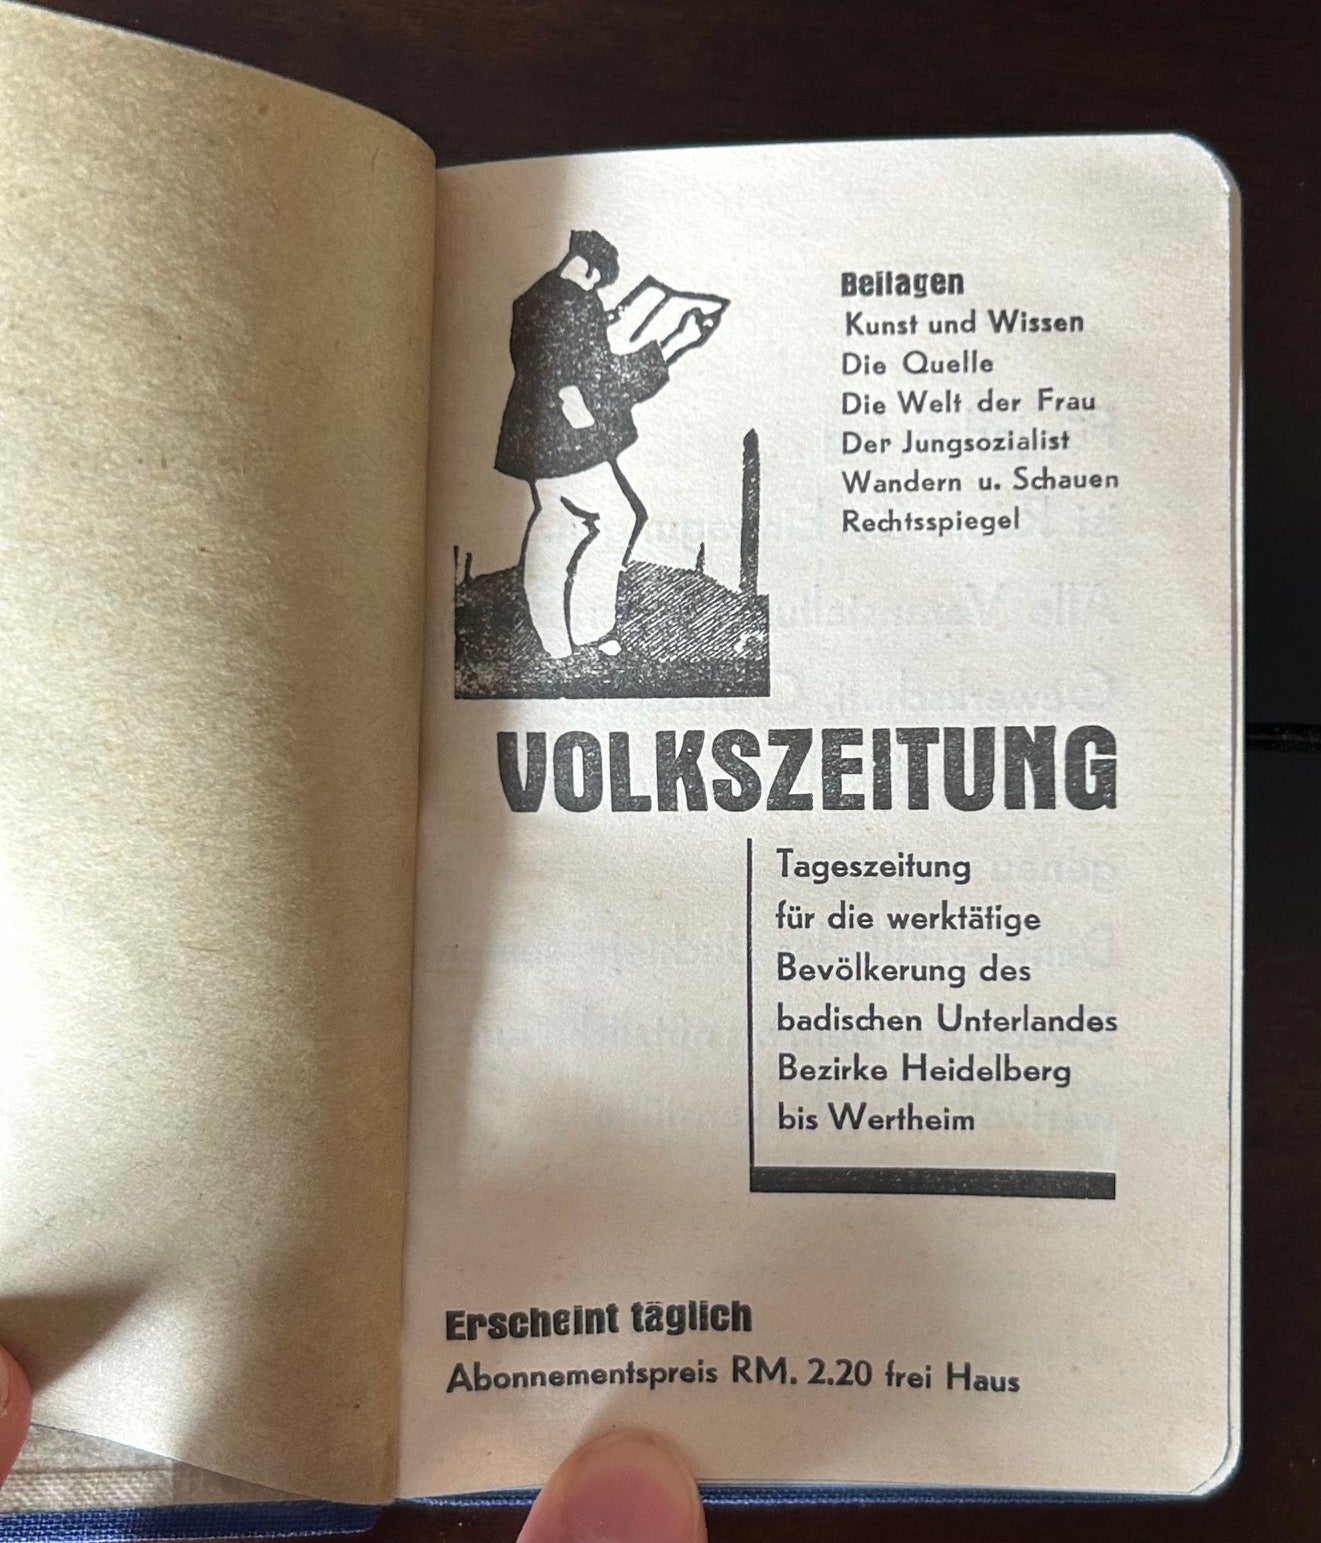 Beilagen
Kunst und Wissen
Die Quelle
Die Welt der Frau
Der Jungsozialist
Wandern u. Schauen
Rechtsspiegel
VOLKSZEITUNG
Tageszeitung
für die werktätige
Bevölkerung des
badischen Unterlandes
Bezirke Heidelberg
bis Wertheim
Erscheint täglich
Abonnementspreis RM. 2.20 frei Haus